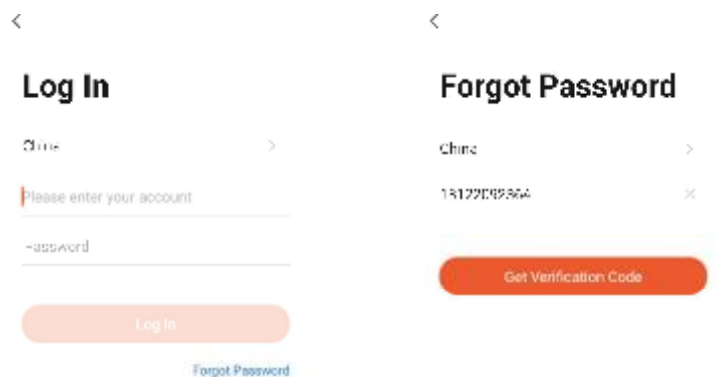 Log In
China
Please enter your account
Password
Log In
Forgot Password
Forgot Password
China
Get Verification Code